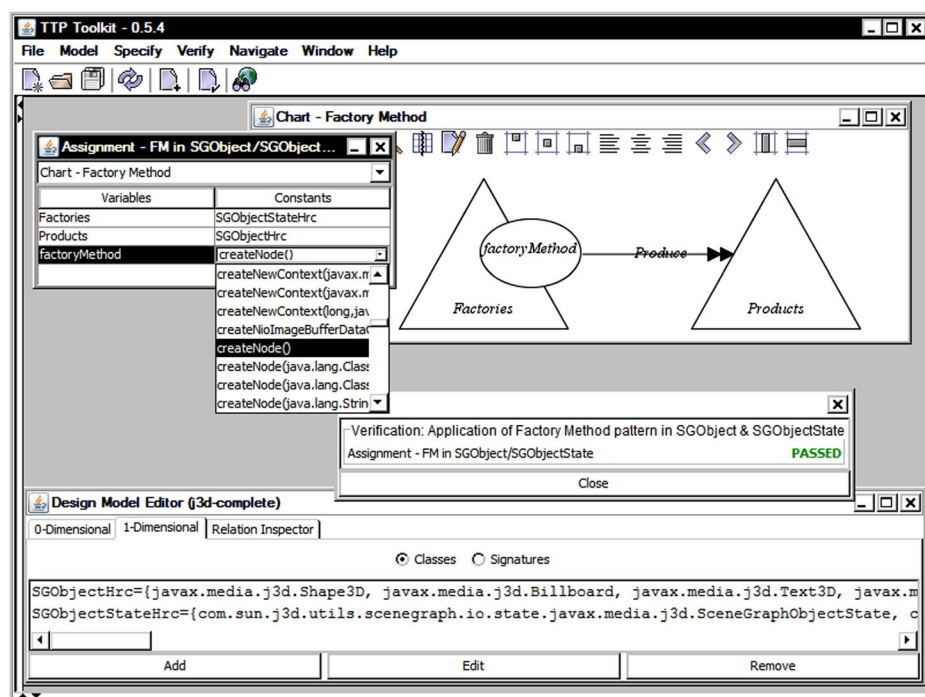 TTP Toolkit - 0.5.4
File Model Specify Verify Navigate Window Help
Chart - Factory Method
Assignment - FM in SGObject/SGObject...
Chart - Factory Method
Variables Constants
Factories SGObjectStateHrc
Products SGObjectHrc
factoryMethod createNode()
createNewContext(javax.m
createNewContext(javax.m
createNewContext(long,jav
createNioImageBufferData
createNode()
createNode(java.lang.Class
createNode(java.lang.Class
createNode(java.lang.Strin
factoryMethod Produce
Factories Products
Verification: Application of Factory Method pattern in SGObject & SGObjectState
Assignment - FM in SGObject/SGObjectState PASSED
Close
Design Model Editor (j3d-complete)
0-Dimensional 1-Dimensional Relation Inspector
Classes Signatures
SGObjectHrc={javax.media.j3d.Shape3D, javax.media.j3d.Billboard, javax.media.j3d.Text3D, javax.m
SGObjectStateHrc={com.sun.j3d.utils.scenegraph.io.state.javax.media.j3d.SceneGraphObjectState, c
Add Edit Remove